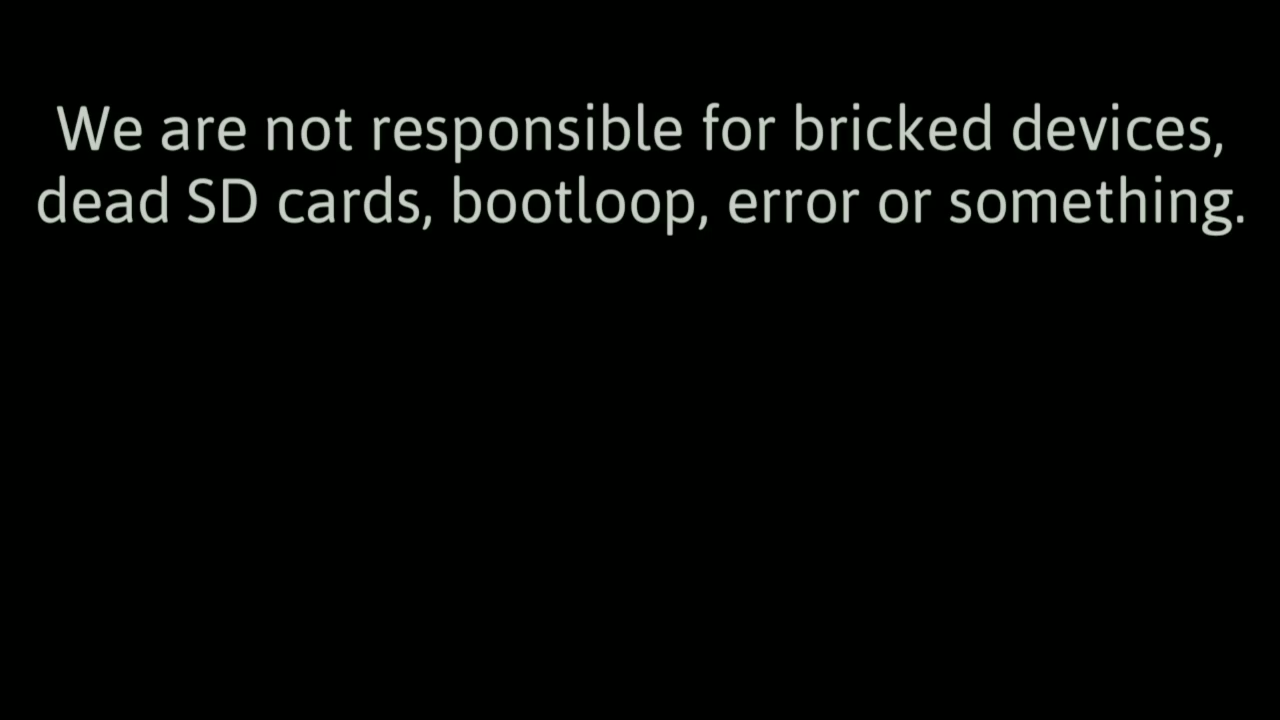 We are not responsible for bricked devices,
dead SD cards, bootloop, error or something.